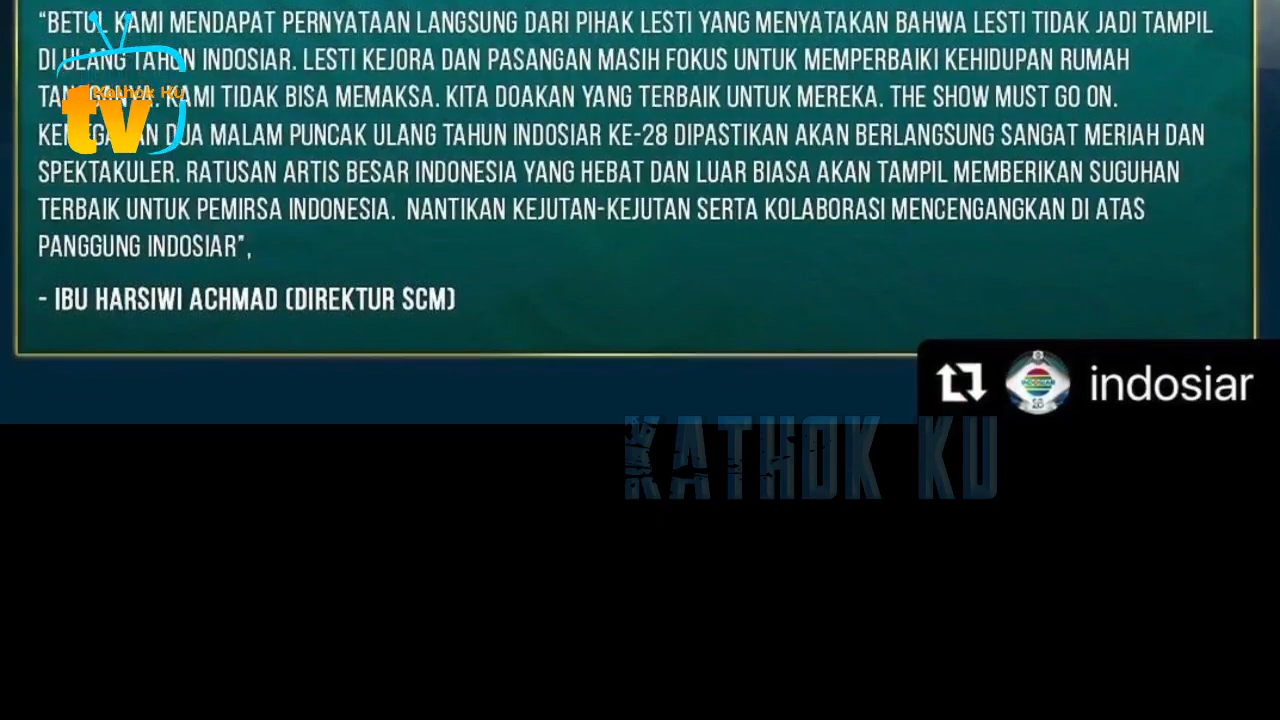 “BETUL KAMI MENDAPAT PERNYATAAN LANGSUNG DARI PIHAK LESTI YANG MENYATAKAN BAHWA LESTI TIDAK JADI TAMPIL
DI ULANG TAHUN INDOSIAR. LESTI KEJORA DAN PASANGAN MASIH FOKUS UNTUK MEMPERBAIKI KEHIDUPAN RUMAH
KAMI TIDAK BISA MEMAKSA. KITA DOAKAN YANG TERBAIK UNTUK MEREKA. THE SHOW MUST GO ON.
DUA MALAM PUNCAK ULANG TAHUN INDOSIAR KE-28 DIPASTIKAN AKAN BERLANGSUNG SANGAT MERIAH DAN
SPEKTAKULER. RATUSAN ARTIS BESAR INDONESIA YANG HEBAT DAN LUAR BIASA AKAN TAMPIL MEMBERIKAN SUGUHAN
TERBAIK UNTUK PEMIRSA INDONESIA. NANTIKAN KEJUTAN-KEJUTAN SERTA KOLABORASI MENCENGANGKAN DI ATAS
PANGGUNG INDOSIAR”,
- IBU HARSIWI ACHMAD (DIREKTUR SCM)
Kathok Ku
tv
indosiar
KATHOK KU